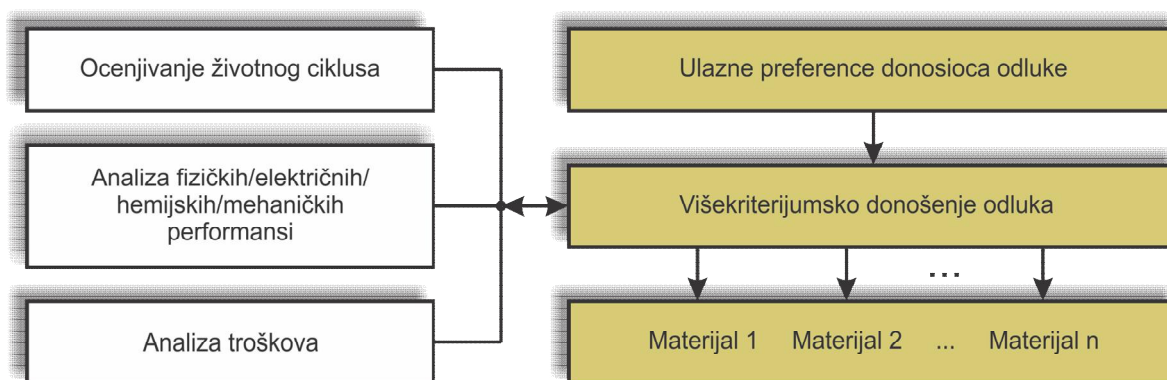 Ocenjivanje životnog ciklusa
Analiza fizičkih/električnih/
hemijskih/mehaničkih
performansi
Analiza troškova
Ulazne preference donosioca odluke
Višekriterijumsko donošenje odluka
...
Materijal 1 Materijal 2 ... Materijal n